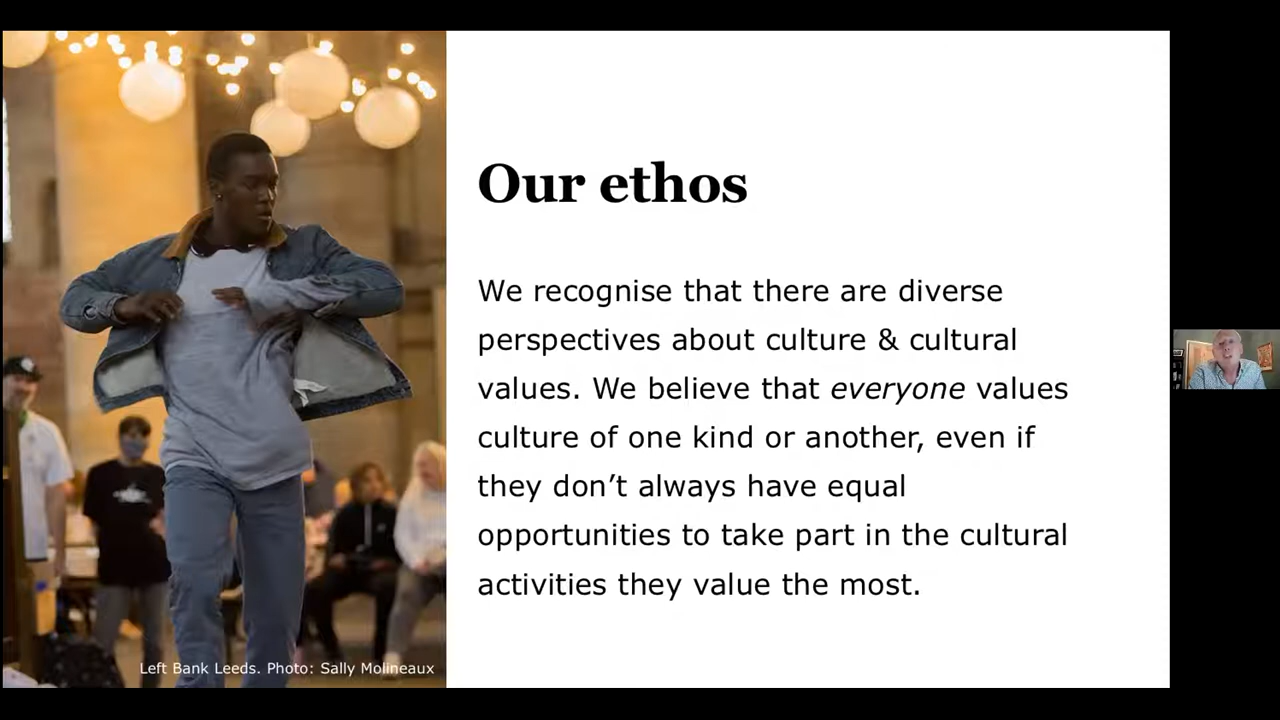 Our ethos
We recognise that there are diverse
perspectives about culture & cultural
values. We believe that everyone values
culture of one kind or another, even if
they don’t always have equal
opportunities to take part in the cultural
activities they value the most.
Left Bank Leeds. Photo: Sally Molineaux